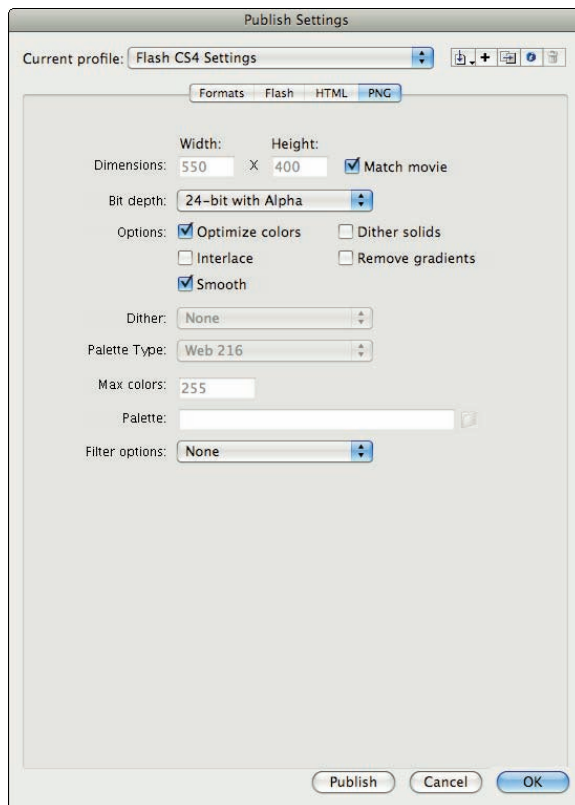 Publish Settings
Current profile: Flash CS4 Settings
Formats Flash HTML PNG
Width: Height:
Dimensions: 550 X 400 Match movie
Bit depth: 24-bit with Alpha
Options: Optimize colors Dither solids
Interlace Remove gradients
Smooth
Dither: None
Palette Type: Web 216
Max colors: 255
Palette:
Filter options: None
Publish Cancel OK